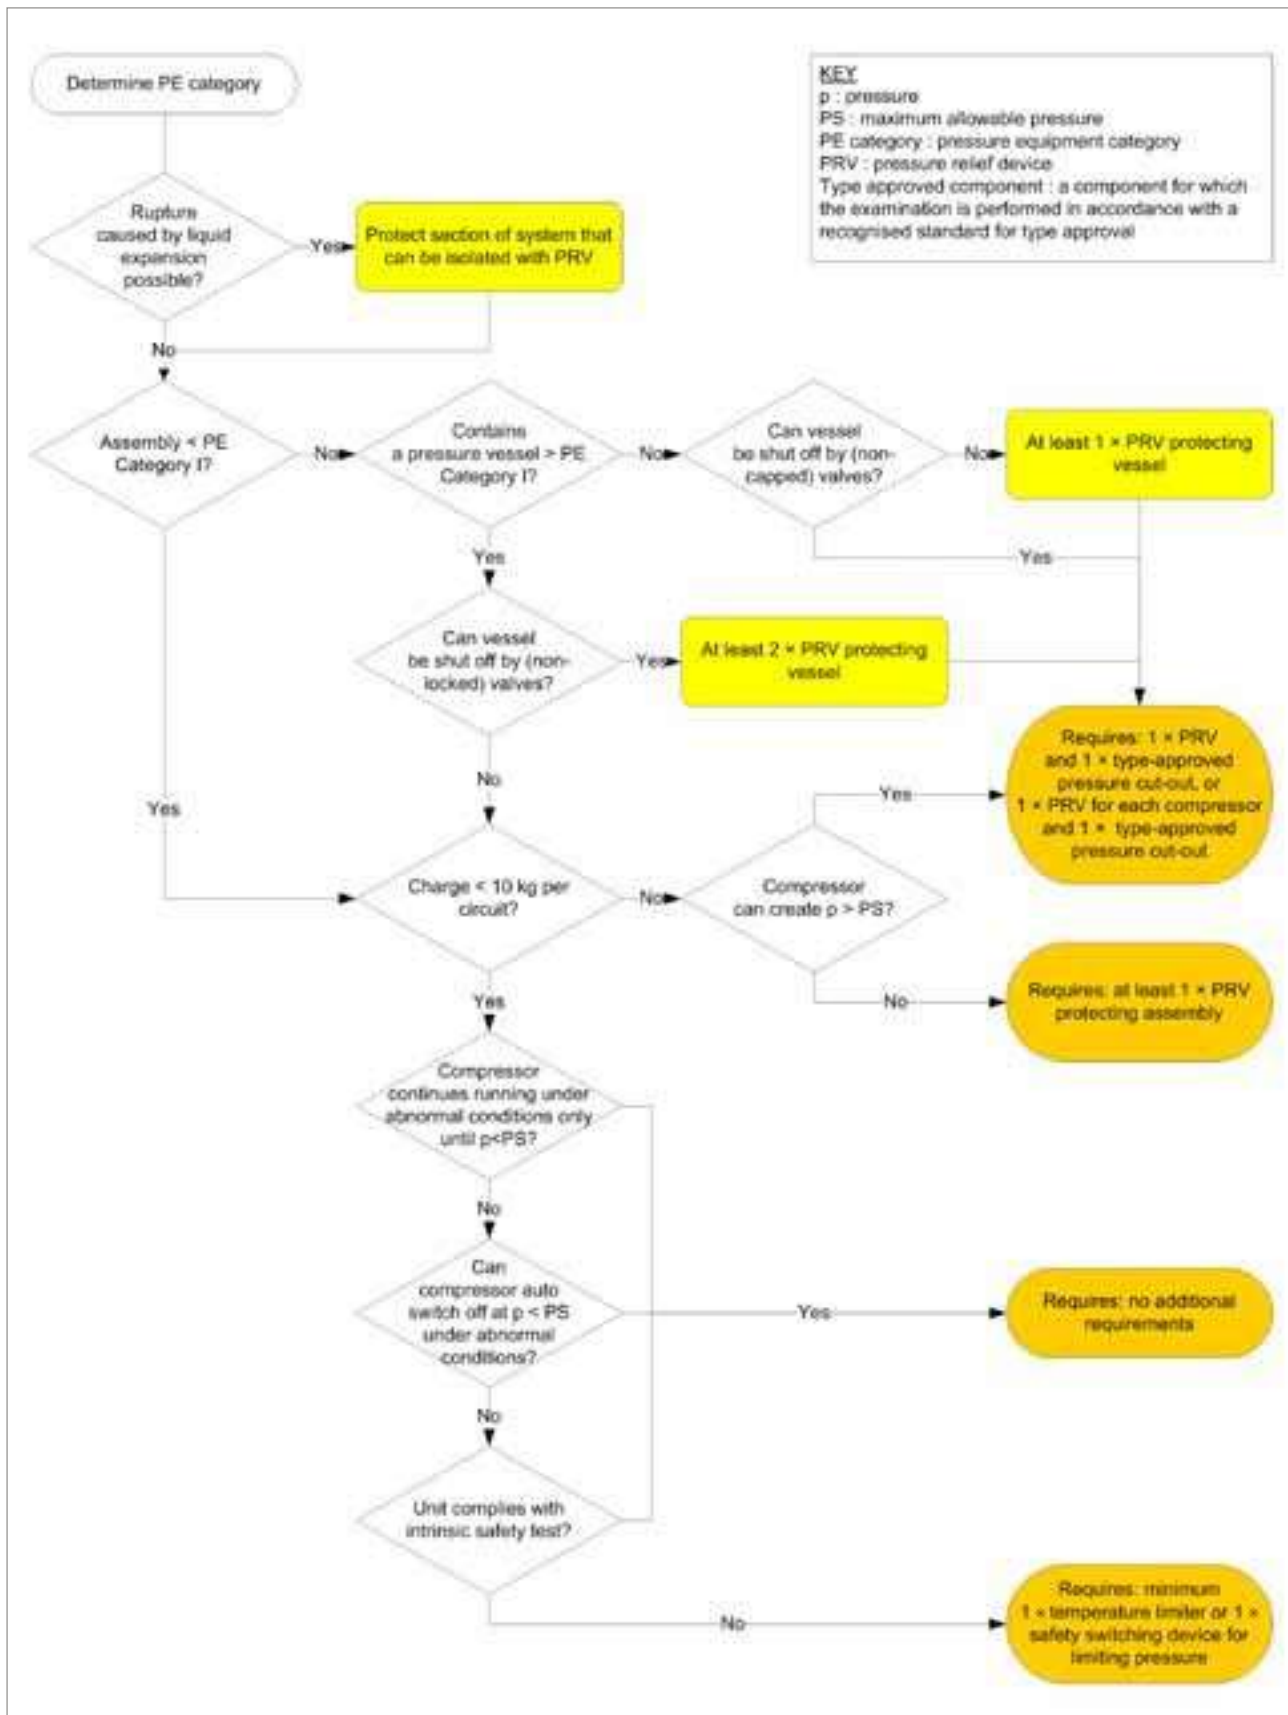 Determine PE category
KEY
p : pressure
PS : maximum allowable pressure
PE category : pressure equipment category
PRV : pressure relief device
Type approved component : a component for which
the examination is performed in accordance with a
recognised standard for type approval
Rupture
caused by liquid
expansion
possible?
Yes
Protect section of system that
can be isolated with PRV
No
Assembly < PE
Category I?
No
Contains
a pressure vessel > PE
Category I?
No
Can vessel
be shut off by (non-
capped) valves?
No
At least 1 × PRV protecting
vessel
Yes
Yes
Can vessel
be shut off by (non-
locked) valves?
Yes
At least 2 × PRV protecting
vessel
No
Yes
Yes
Requires: 1 × PRV
and 1 × type-approved
pressure cut-out, or
1 × PRV for each compressor
and 1 × type-approved
pressure cut-out.
Charge < 10 kg per
circuit?
No
Compressor
can create p > PS?
No
Requires: at least 1 × PRV
protecting assembly
Yes
Compressor
continues running under
abnormal conditions only
until p<PS?
No
Can
compressor auto
switch off at p < PS
under abnormal
conditions?
Yes
Requires: no additional
requirements
No
Unit complies with
intrinsic safety test?
No
Requires: minimum
1 × temperature limiter or 1 ×
safety switching device for
limiting pressure